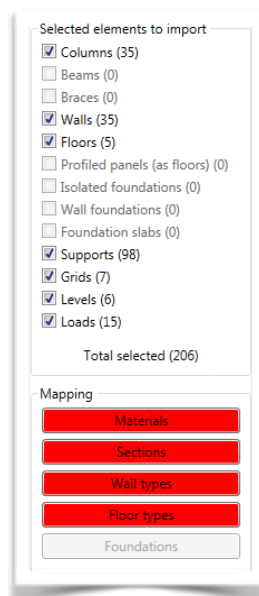 Selected elements to import
Columns (35)
Beams (0)
Braces (0)
Walls (35)
Floors (5)
Profiled panels (as floors) (0)
Isolated foundations (0)
Wall foundations (0)
Foundation slabs (0)
Supports (98)
Grids (7)
Levels (6)
Loads (15)
Total selected (206)
Mapping
Materials
Sections
Wall types
Floor types
Foundations